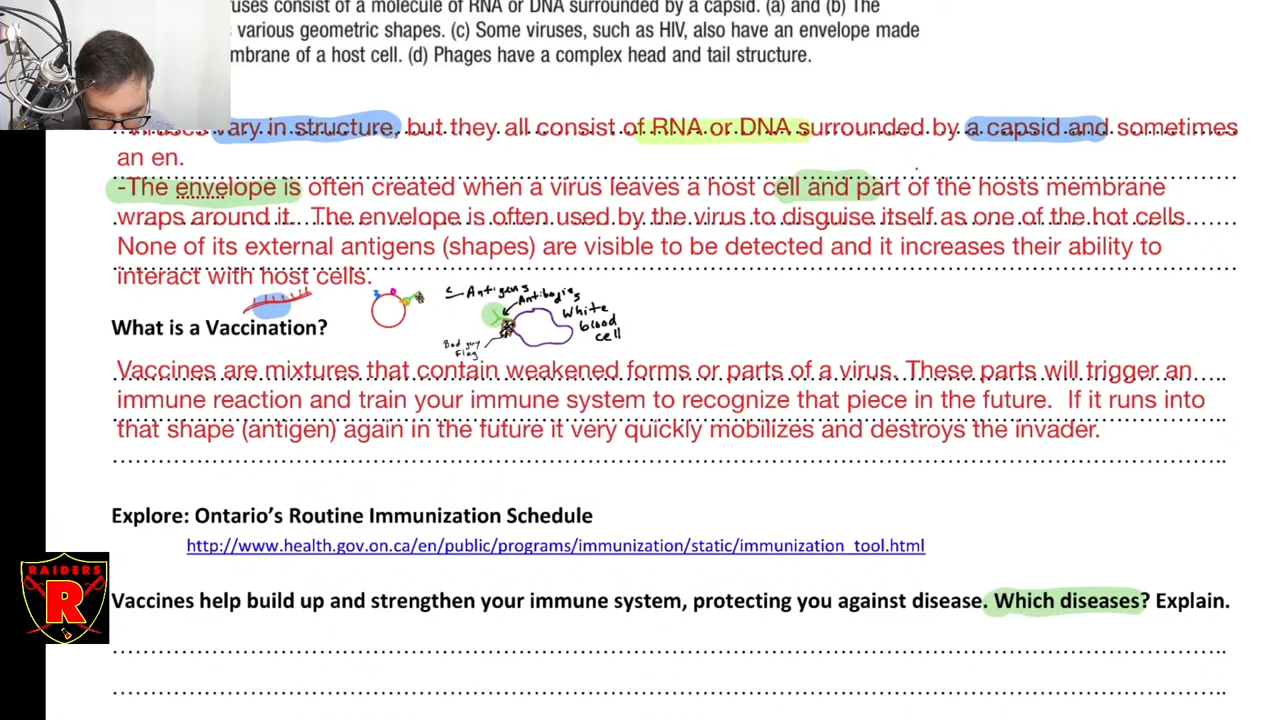 uses consist of a molecule of RNA or DNA surrounded by a capsid. (a) and (b) The
various geometric shapes. (c) Some viruses, such as HIV, also have an envelope made
mbrane of a host cell. (d) Phages have a complex head and tail structure.
vary in structure, but they all consist of RNA or DNA surrounded by a capsid and sometimes
an en.
-The envelope is often created when a virus leaves a host cell and part of the hosts membrane
wraps around it. The envelope is often used by the virus to disguise itself as one of the hot cells.
None of its external antigens (shapes) are visible to be detected and it increases their ability to
interact with host cells.
Antigens
Antibodies
White
blood
cell
Bad guy
Flag
What is a Vaccination?
Vaccines are mixtures that contain weakened forms or parts of a virus. These parts will trigger an
immune reaction and train your immune system to recognize that piece in the future. If it runs into
that shape (antigen) again in the future it very quickly mobilizes and destroys the invader.
Explore: Ontario's Routine Immunization Schedule
http://www.health.gov.on.ca/en/public/programs/immunization/static/immunization_tool.html
RAIDERS
R
Vaccines help build up and strengthen your immune system, protecting you against disease. Which diseases? Explain.